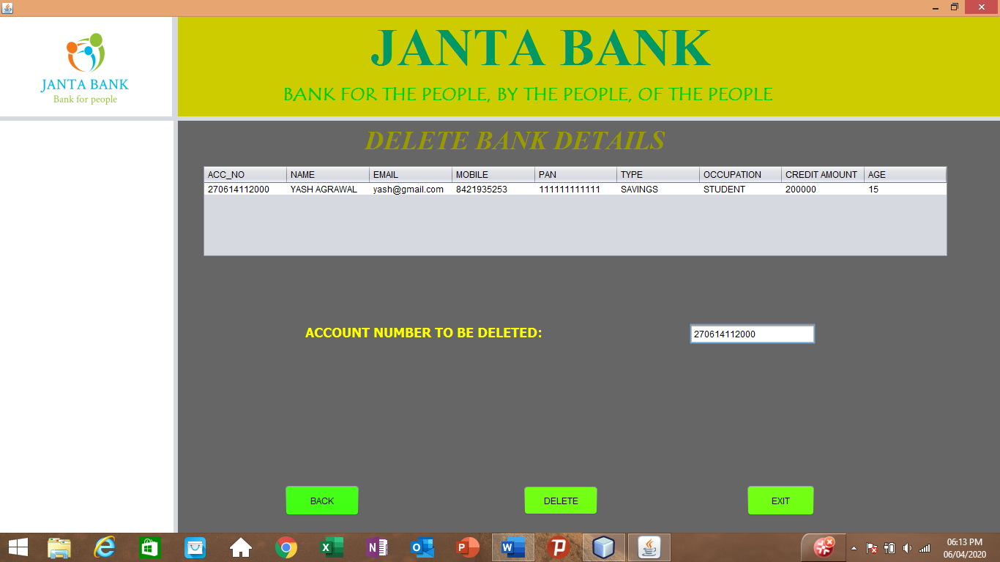 JANTA BANK
Bank for people
JANTA BANK
BANK FOR THE PEOPLE, BY THE PEOPLE, OF THE PEOPLE
DELETE BANK DETAILS
ACC_NO NAME EMAIL MOBILE PAN TYPE OCCUPATION CREDIT AMOUNT AGE
270614112000 YASH AGRAWAL yash@gmail.com 8421935253 111111111111 SAVINGS STUDENT 200000 15
ACCOUNT NUMBER TO BE DELETED: 270614112000
BACK DELETE EXIT
06:13 PM
06/04/2020